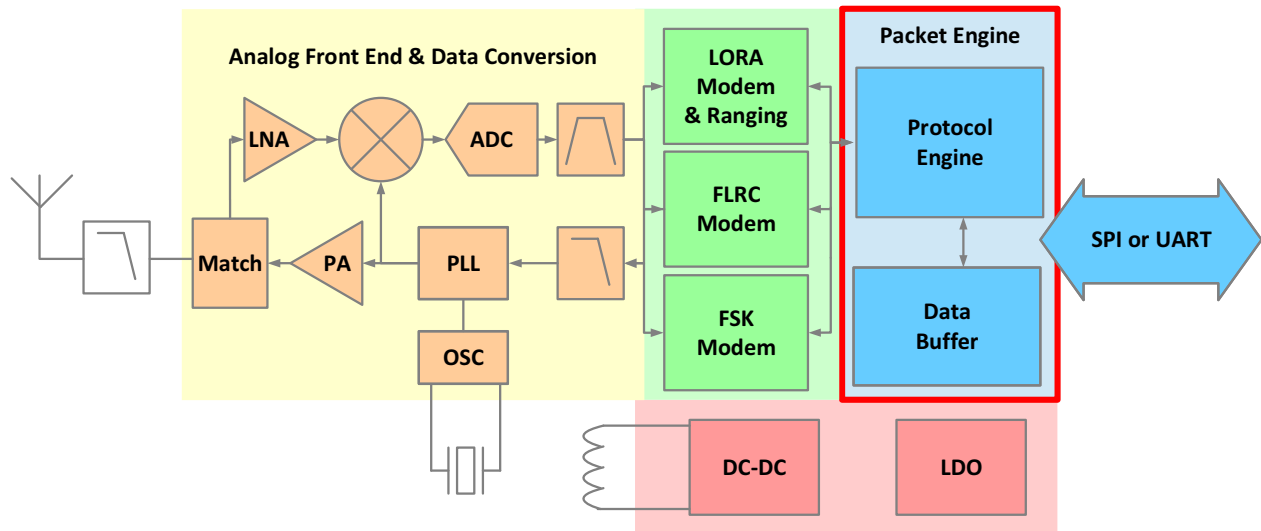 Analog Front End & Data Conversion
LNA
ADC
Match
PA
PLL
OSC
LORA
Modem
& Ranging
FLRC
Modem
FSK
Modem
Packet Engine
Protocol
Engine
Data
Buffer
SPI or UART
DC-DC
LDO